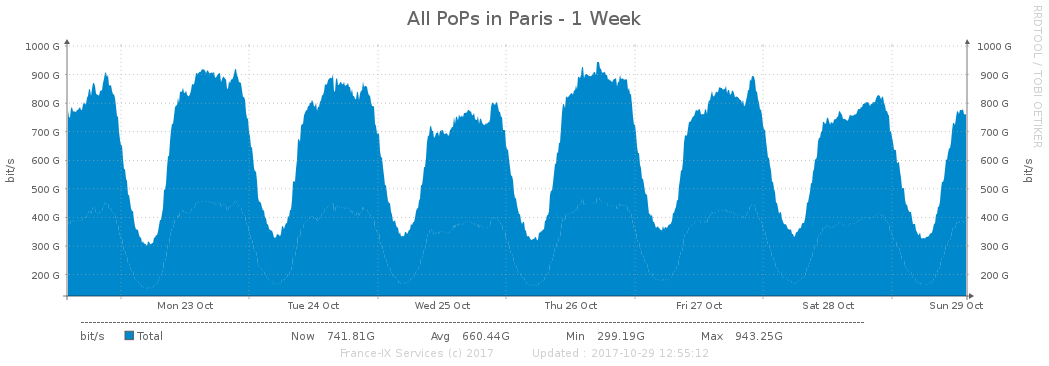 All PoPs in Paris - 1 Week
RRDTOOL / TOBI OETIKER
1000 G 1000 G
900 G 900 G
800 G 800 G
700 G 700 G
600 G 600 G
500 G 500 G
400 G 400 G
300 G 300 G
200 G 200 G
bit/s bit/s
Mon 23 Oct Tue 24 Oct Wed 25 Oct Thu 26 Oct Fri 27 Oct Sat 28 Oct Sun 29 Oct
bit/s Total Now 741.81G Avg 660.44G Min 299.19G Max 943.25G
France-IX Services (c) 2017 Updated : 2017-10-29 12:55:12